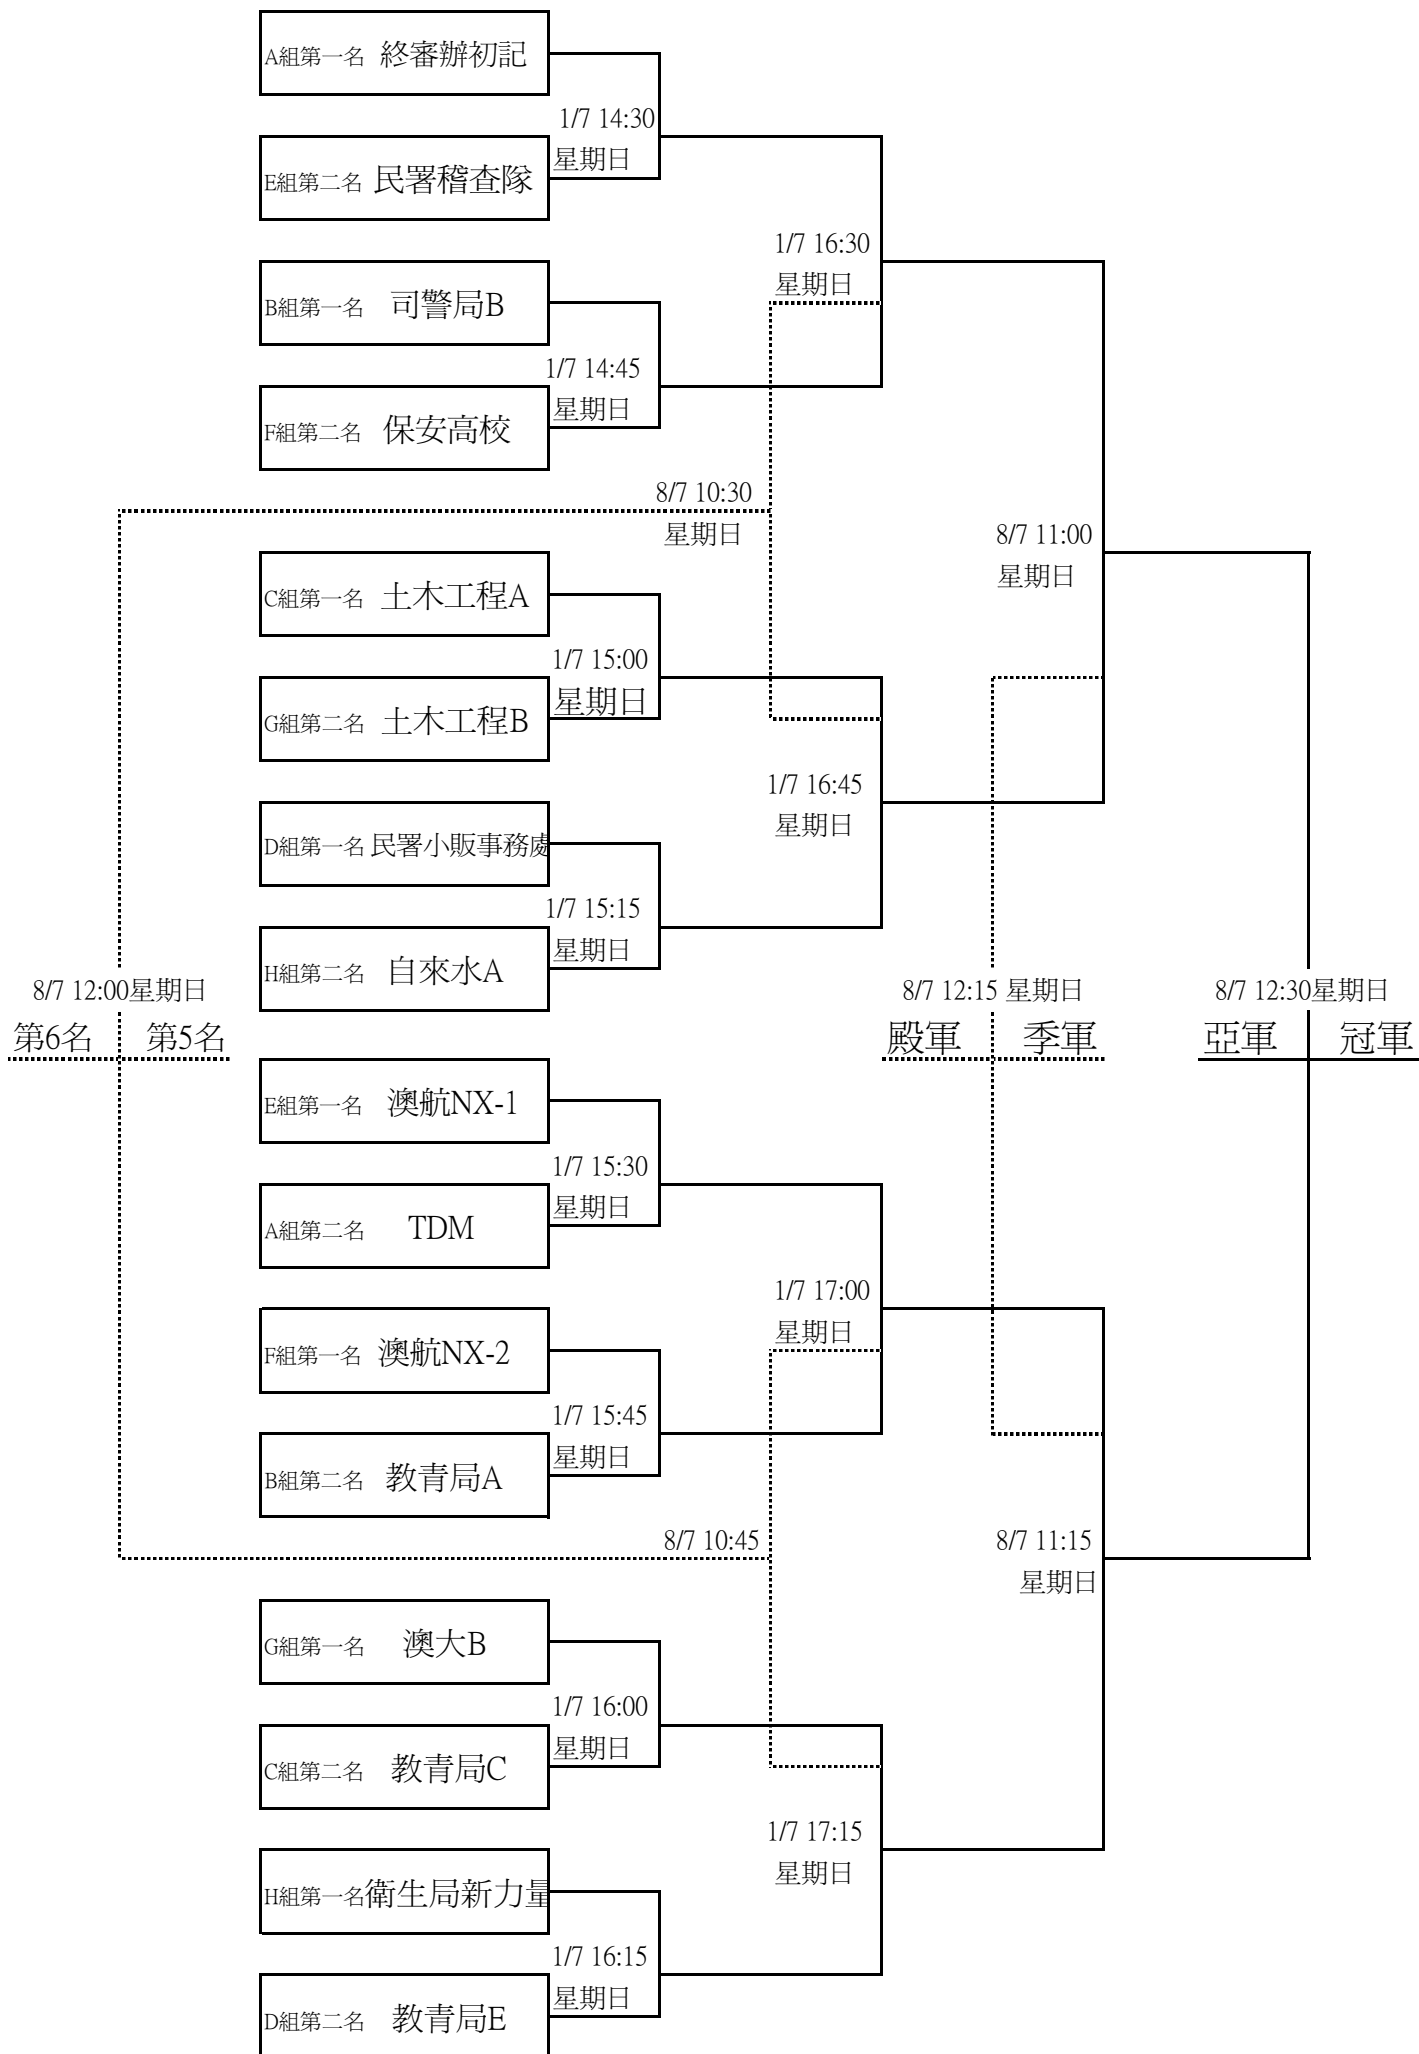 A組第一名 終審辦初記
1/7 14:30
星期日
E組第二名 民署稽查隊
1/7 16:30
星期日
B組第一名 司警局B
1/7 14:45
星期日
F組第二名 保安高校
8/7 10:30
星期日
8/7 11:00
星期日
C組第一名 土木工程A
1/7 15:00
星期日
G組第二名 土木工程B
1/7 16:45
星期日
D組第一名 民署小販事務處
1/7 15:15
星期日
H組第二名 自來水A
8/7 12:00星期日
第6名 第5名
8/7 12:15 星期日
殿軍 季軍
8/7 12:30星期日
亞軍 冠軍
E組第一名 澳航NX-1
1/7 15:30
星期日
A組第二名 TDM
1/7 17:00
星期日
F組第一名 澳航NX-2
1/7 15:45
星期日
B組第二名 教青局A
8/7 10:45
8/7 11:15
星期日
G組第一名 澳大B
1/7 16:00
星期日
C組第二名 教青局C
1/7 17:15
星期日
H組第一名 衛生局新力量
1/7 16:15
星期日
D組第二名 教青局E